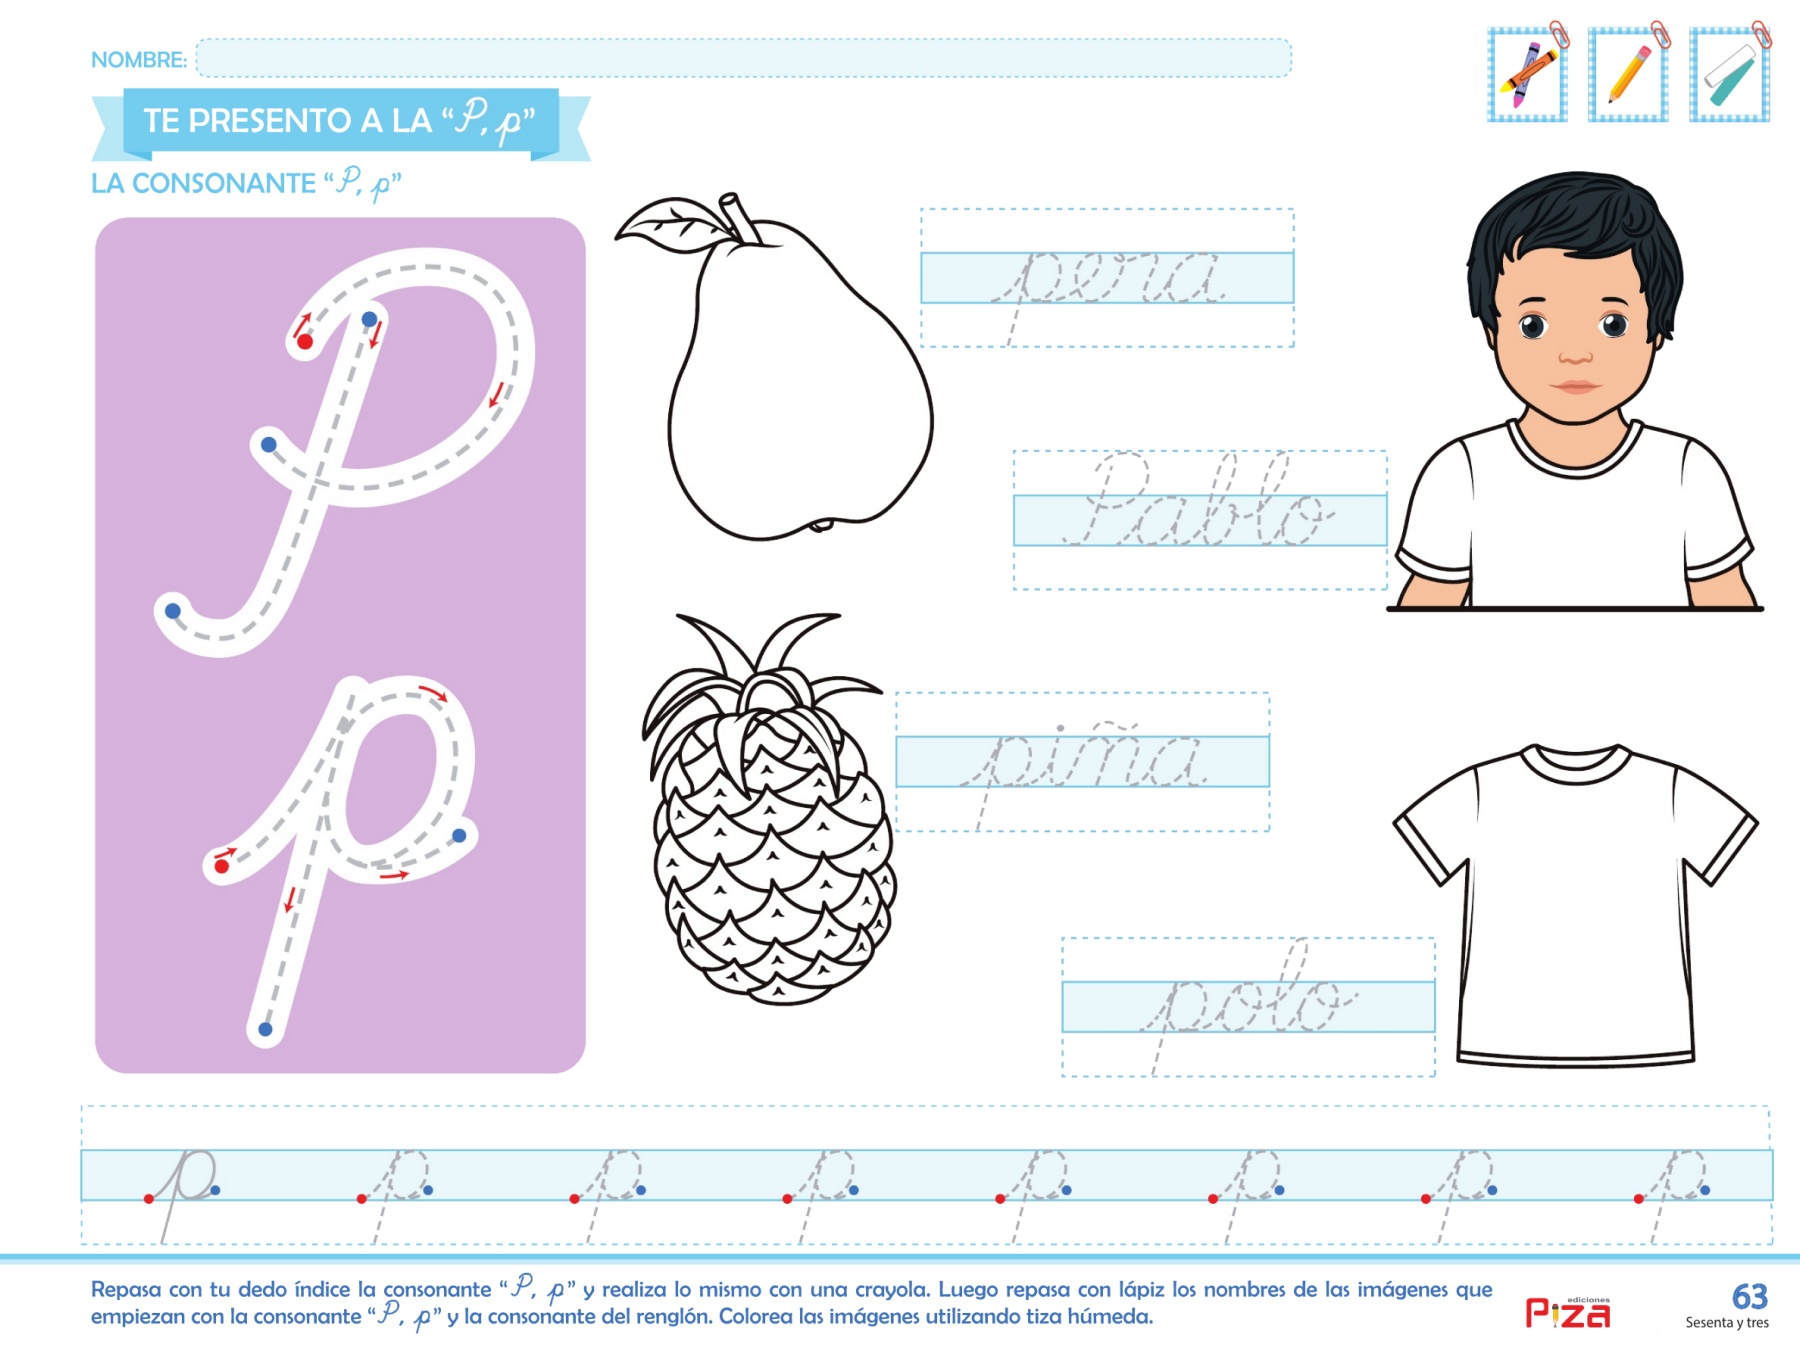 NOMBRE:
TE PRESENTO A LA “P, p”
LA CONSONANTE “P, p”
P
p
pera
Pablo
piña
polo
p p p p p p p p
Repasa con tu dedo índice la consonante “P, p” y realiza lo mismo con una crayola. Luego repasa con lápiz los nombres de las imágenes que
empiezan con la consonante “P, p” y la consonante del renglón. Colorea las imágenes utilizando tiza húmeda.
ediciones
Piza
63
Sesenta y tres